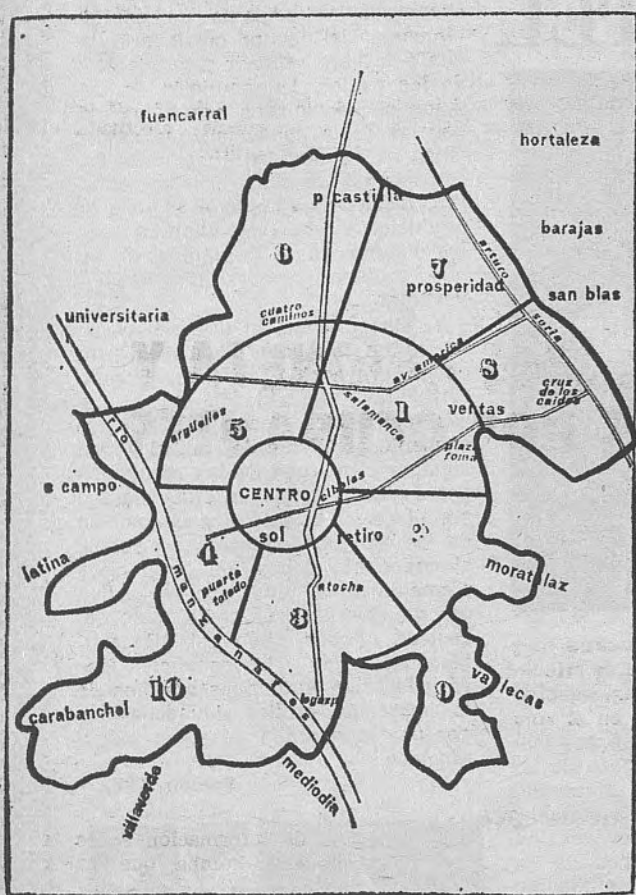 fuencarral
hortaleza
p castilla
barajas
arturo
6
7
prosperidad
san blas
universitaria
cuatro
caminos
soria
av. america
8
cruz
de los
caidos
salamanca
1
ventas
argüelles
5
plaza
rio
c campo
CENTRO
cibeles
sol
retiro
2
4
latina
puerta
toledo
moratalaz
atocha
manzanares
3
10
9
vallecas
carabanchel
legazpi
villaverde
mediodia